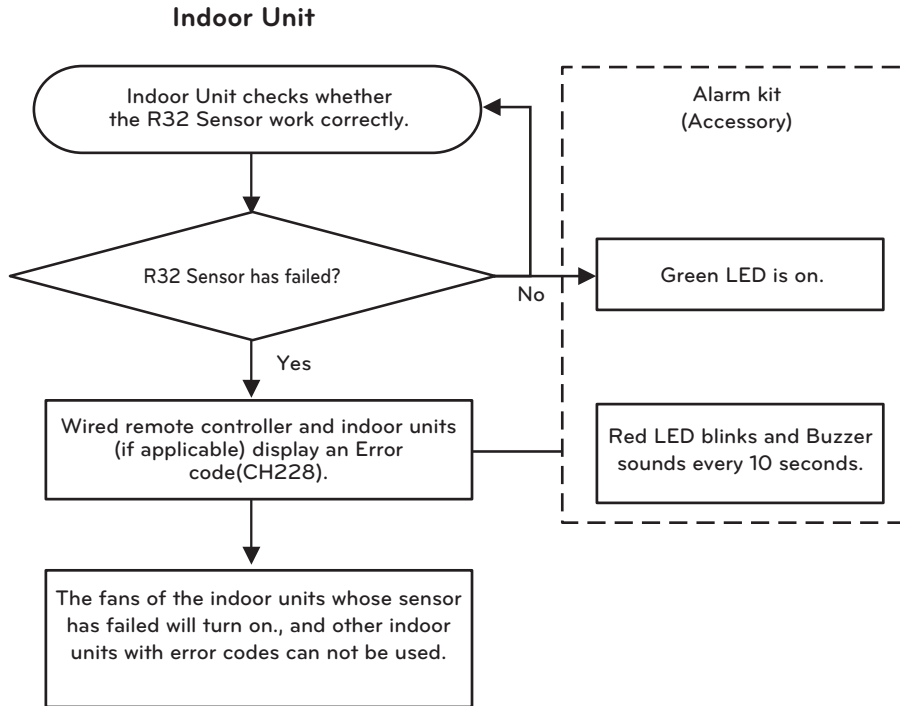 Indoor Unit
Indoor Unit checks whether
the R32 Sensor work correctly.
Alarm kit
(Accessory)
R32 Sensor has failed?
No
Green LED is on.
Yes
Wired remote controller and indoor units
(if applicable) display an Error
code(CH228).
Red LED blinks and Buzzer
sounds every 10 seconds.
The fans of the indoor units whose sensor
has failed will turn on., and other indoor
units with error codes can not be used.